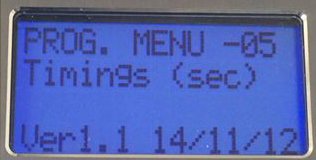 PROG. MENU -05
Timings (sec)
Ver1.1 14/11/12